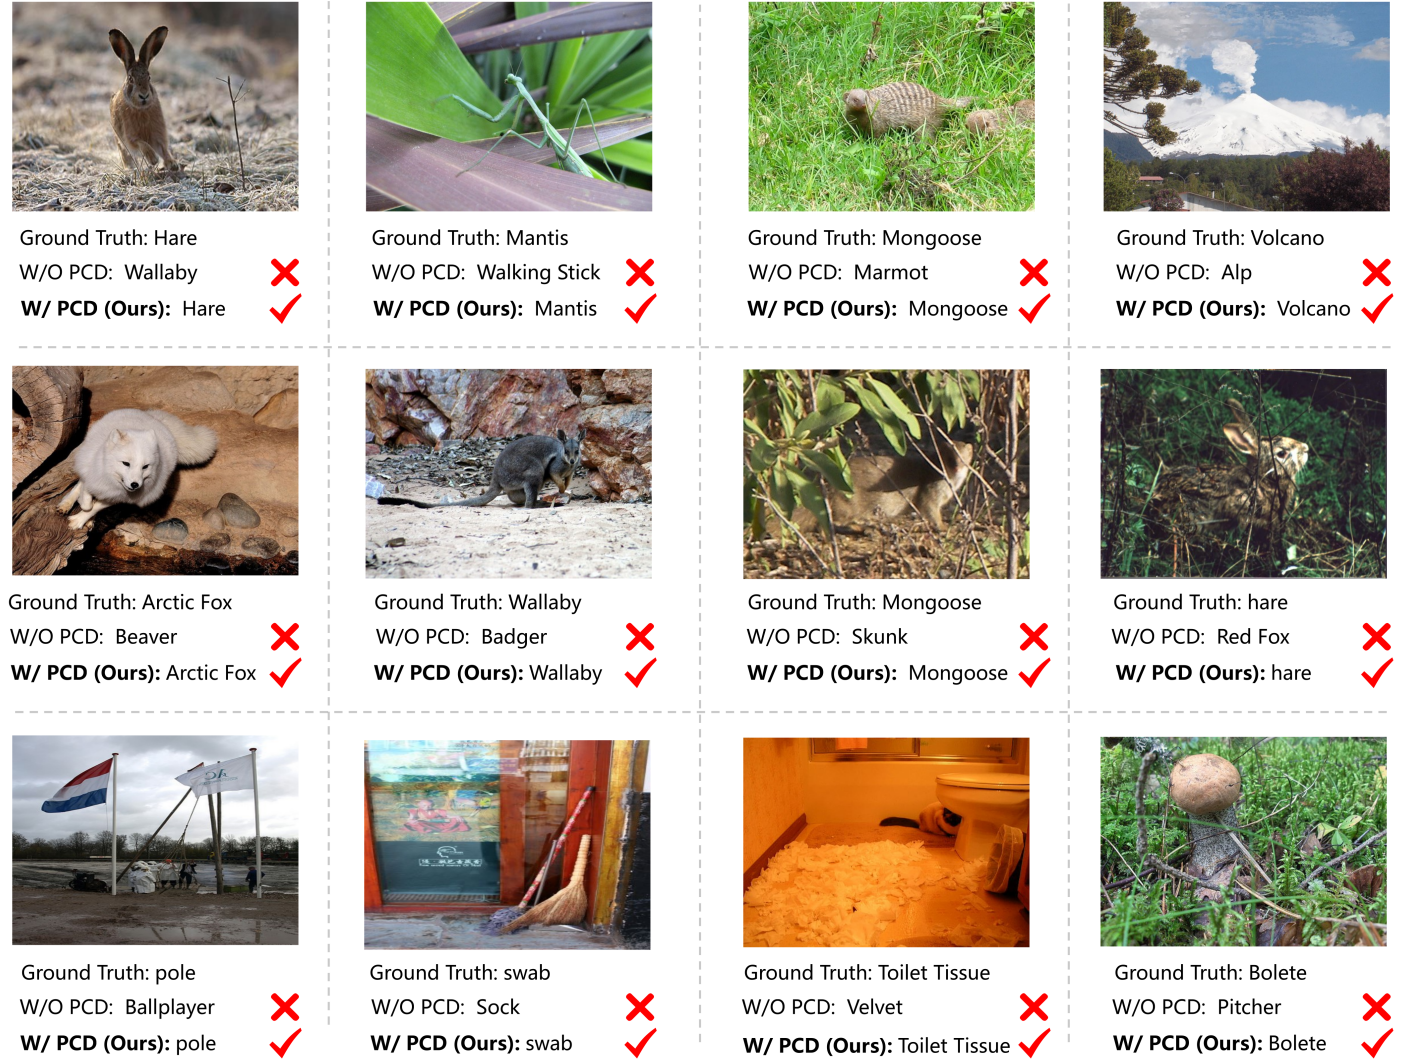 Ground Truth: Hare
W/O PCD: Wallaby
W/ PCD (Ours): Hare
Ground Truth: Mantis
W/O PCD: Walking Stick
W/ PCD (Ours): Mantis
Ground Truth: Mongoose
W/O PCD: Marmot
W/ PCD (Ours): Mongoose
Ground Truth: Volcano
W/O PCD: Alp
W/ PCD (Ours): Volcano
Ground Truth: Arctic Fox
W/O PCD: Beaver
W/ PCD (Ours): Arctic Fox
Ground Truth: Wallaby
W/O PCD: Badger
W/ PCD (Ours): Wallaby
Ground Truth: Mongoose
W/O PCD: Skunk
W/ PCD (Ours): Mongoose
Ground Truth: hare
W/O PCD: Red Fox
W/ PCD (Ours): hare
Ground Truth: pole
W/O PCD: Ballplayer
W/ PCD (Ours): pole
Ground Truth: swab
W/O PCD: Sock
W/ PCD (Ours): swab
Ground Truth: Toilet Tissue
W/O PCD: Velvet
W/ PCD (Ours): Toilet Tissue
Ground Truth: Bolete
W/O PCD: Pitcher
W/ PCD (Ours): Bolete